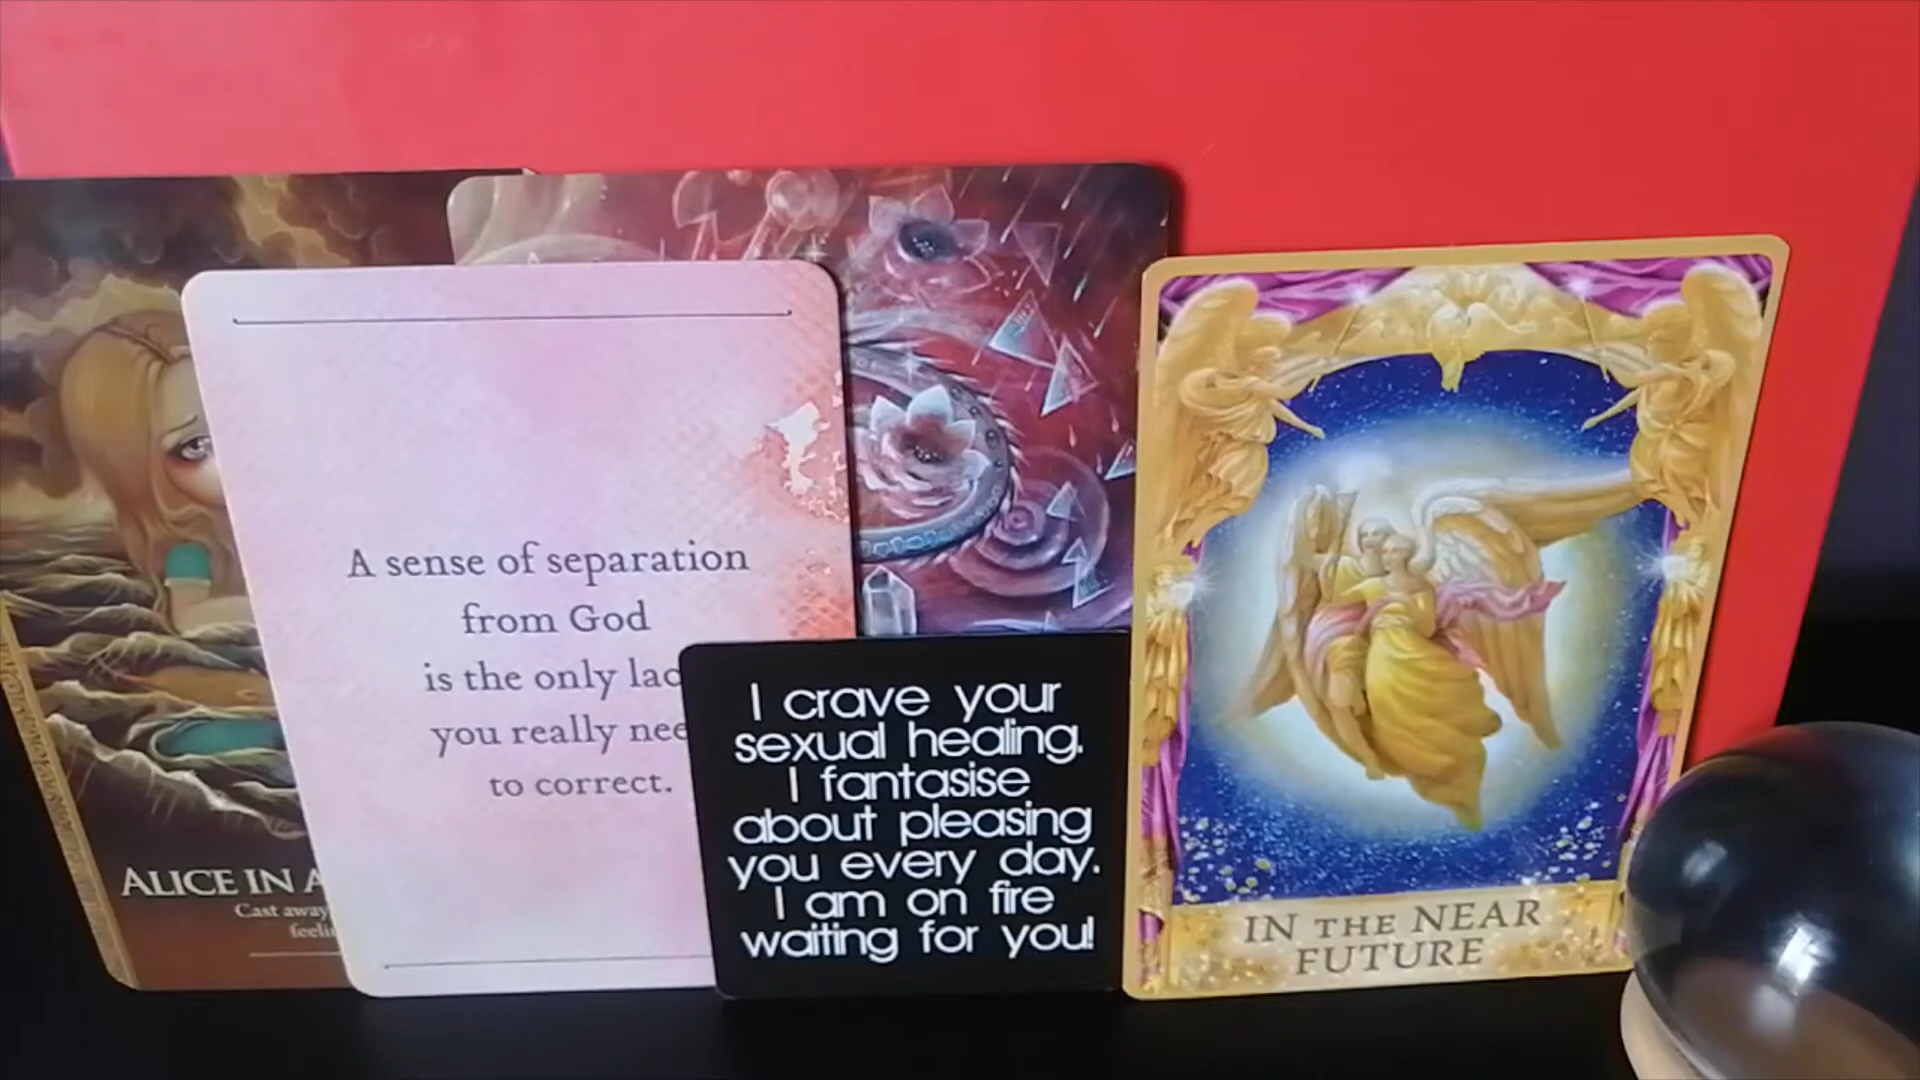 ALICE IN A
Cast away
A sense of separation
from God
is the only lac
you really nee
to correct.
I crave your
sexual healing.
I fantasise
about pleasing
you every day.
I am on fire
waiting for you!
IN THE NEAR
FUTURE